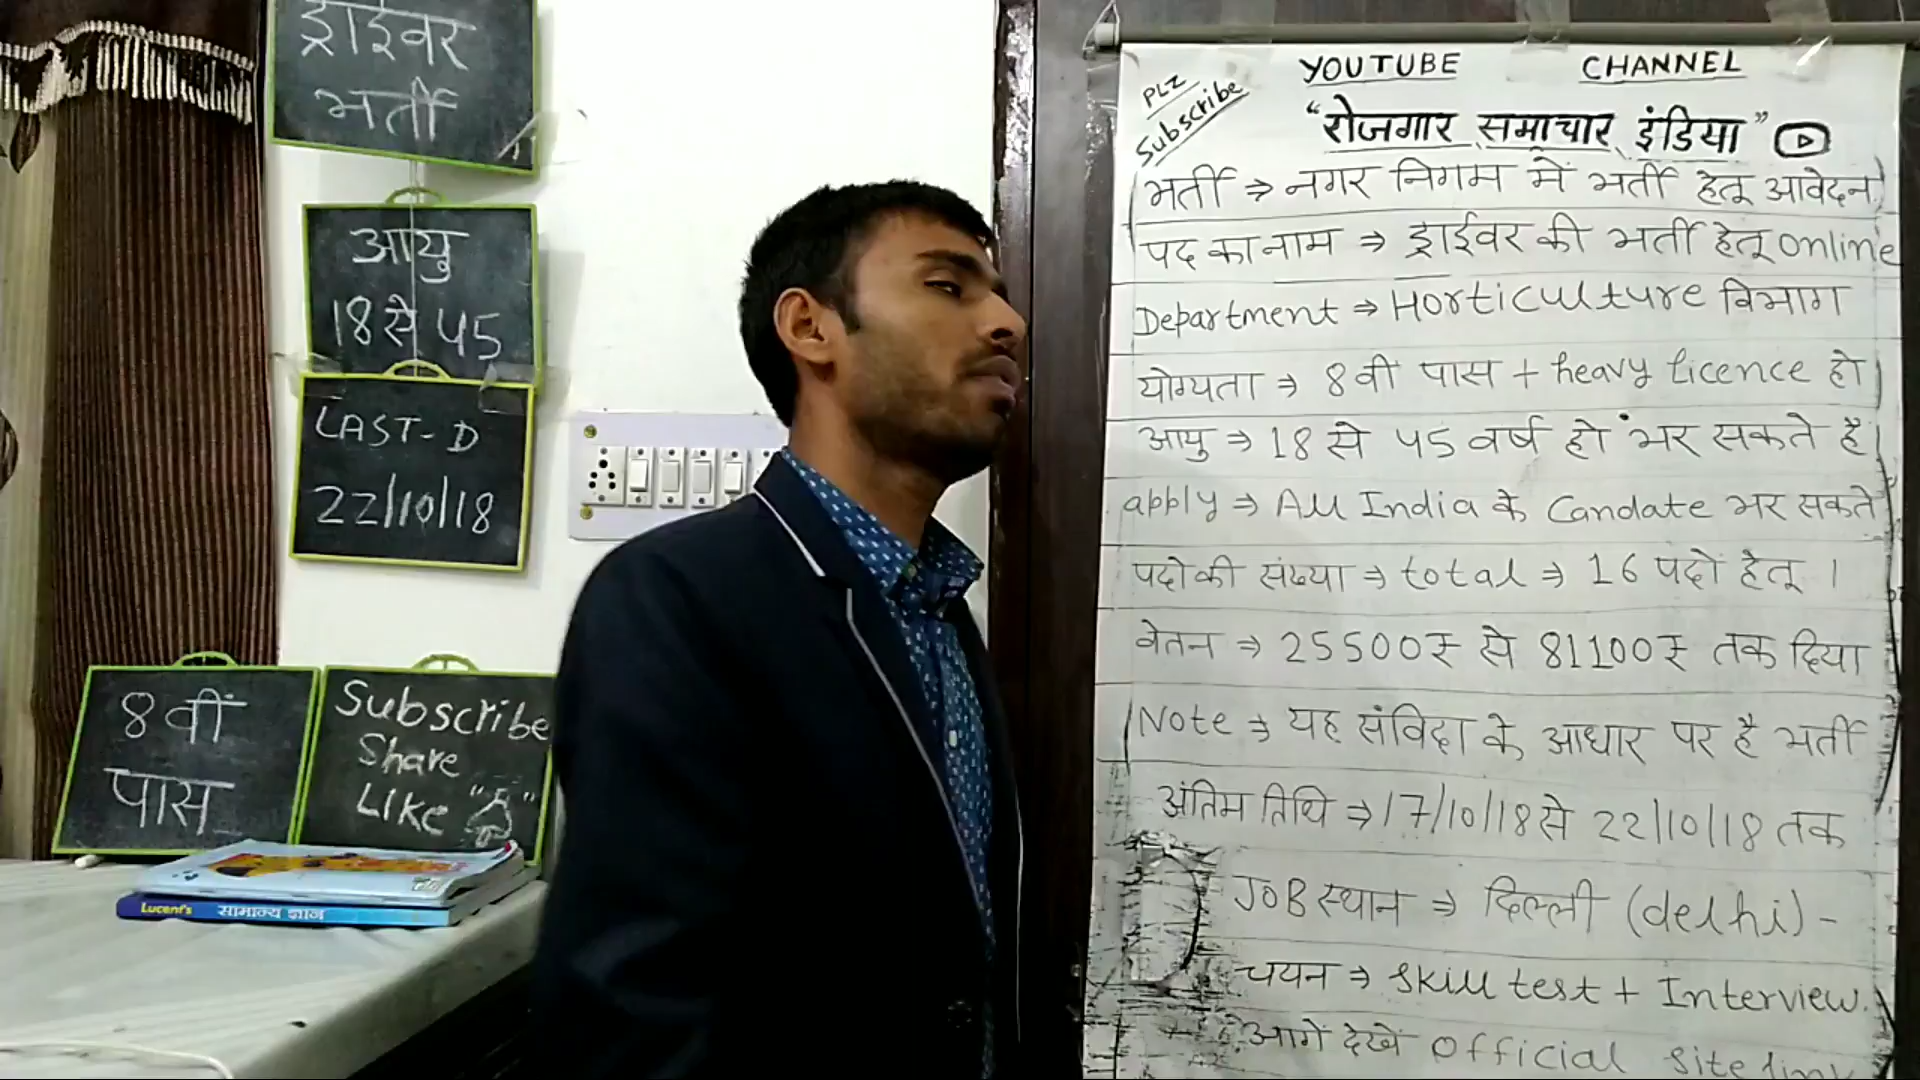 ड्राईवर
भर्ती
आयु
18 से 45
LAST-D
22/10/18
8वीं
पास
Subscribe
Share
Like
Lucent's सामान्य ज्ञान
PLZ
Subscribe
YOUTUBE CHANNEL
"रोजगार समाचार इंडिया"
भर्ती ⇒ नगर निगम में भर्ती हेतू आवेदन
पद का नाम ⇒ ड्राईवर की भर्ती हेतू online
Department ⇒ Horticulture विभाग
योग्यता ⇒ 8वी पास + heavy licence हो
आयु ⇒ 18 से 45 वर्ष हो भर सकते है
apply ⇒ All India के Candate भर सकते
पदो की संख्या ⇒ total ⇒ 16 पदो हेतू ।
वेतन ⇒ 25500₹ से 81100₹ तक दिया
Note ⇒ यह संविदा के आधार पर है भर्ती
अंतिम तिथि ⇒ 17/10/18 से 22/10/18 तक
JOB स्थान ⇒ दिल्ली (delhi) -
चयन ⇒ skill test + Interview.
आगें देखें official site link